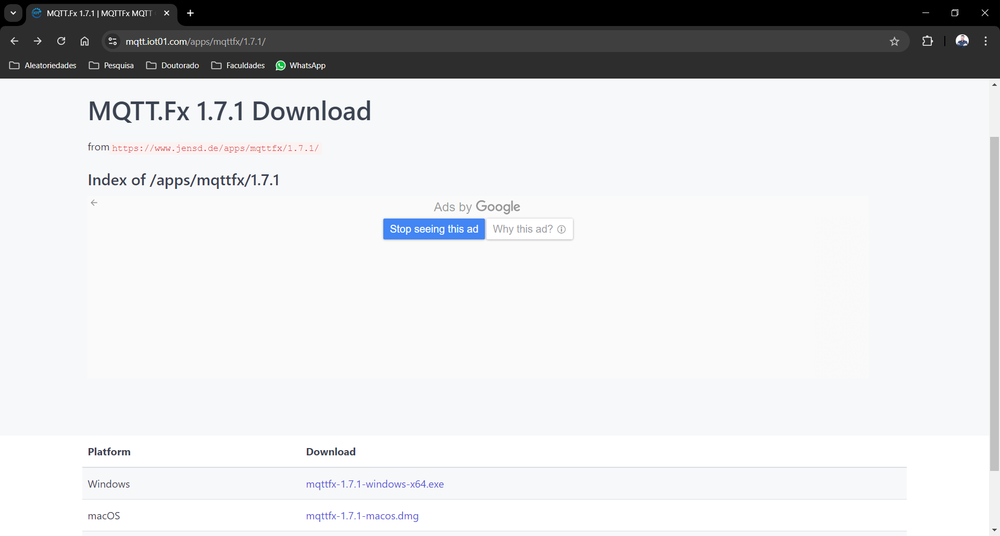 MQTT.Fx 1.7.1 | MQTTFx MQTT
mqtt.iot01.com/apps/mqttfx/1.7.1/
Aleatoriedades
Pesquisa
Doutorado
Faculdades
WhatsApp
MQTT.Fx 1.7.1 Download
from https://www.jensd.de/apps/mqttfx/1.7.1/
Index of /apps/mqttfx/1.7.1
Ads by Google
Stop seeing this ad
Why this ad?
Platform Download
Windows mqttfx-1.7.1-windows-x64.exe
macOS mqttfx-1.7.1-macos.dmg